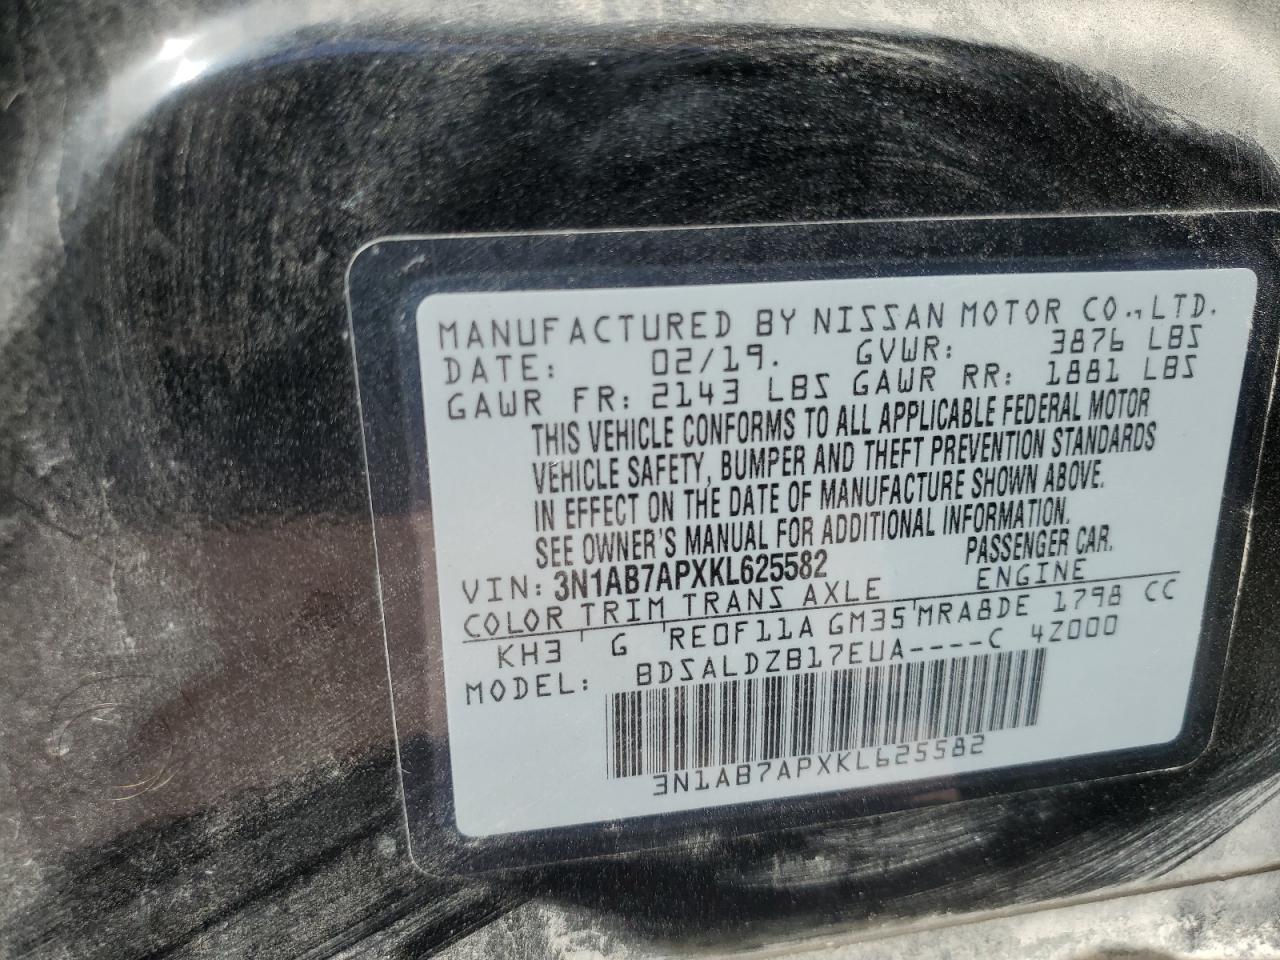 MANUFACTURED BY NISSAN MOTOR CO.,LTD.
DATE: 02/19. GVWR: 3876 LBS
GAWR FR: 2143 LBS GAWR RR: 1881 LBS
THIS VEHICLE CONFORMS TO ALL APPLICABLE FEDERAL MOTOR
VEHICLE SAFETY, BUMPER AND THEFT PREVENTION STANDARDS
IN EFFECT ON THE DATE OF MANUFACTURE SHOWN ABOVE.
SEE OWNER'S MANUAL FOR ADDITIONAL INFORMATION.
VIN: 3N1AB7APXKL625582 PASSENGER CAR.
COLOR TRIM TRANS AXLE ENGINE
KH3 G RE0F11A GM35 MRA8DE 1798 CC
MODEL: BDSALDZB17EUA----C 4Z000
3N1AB7APXKL625582